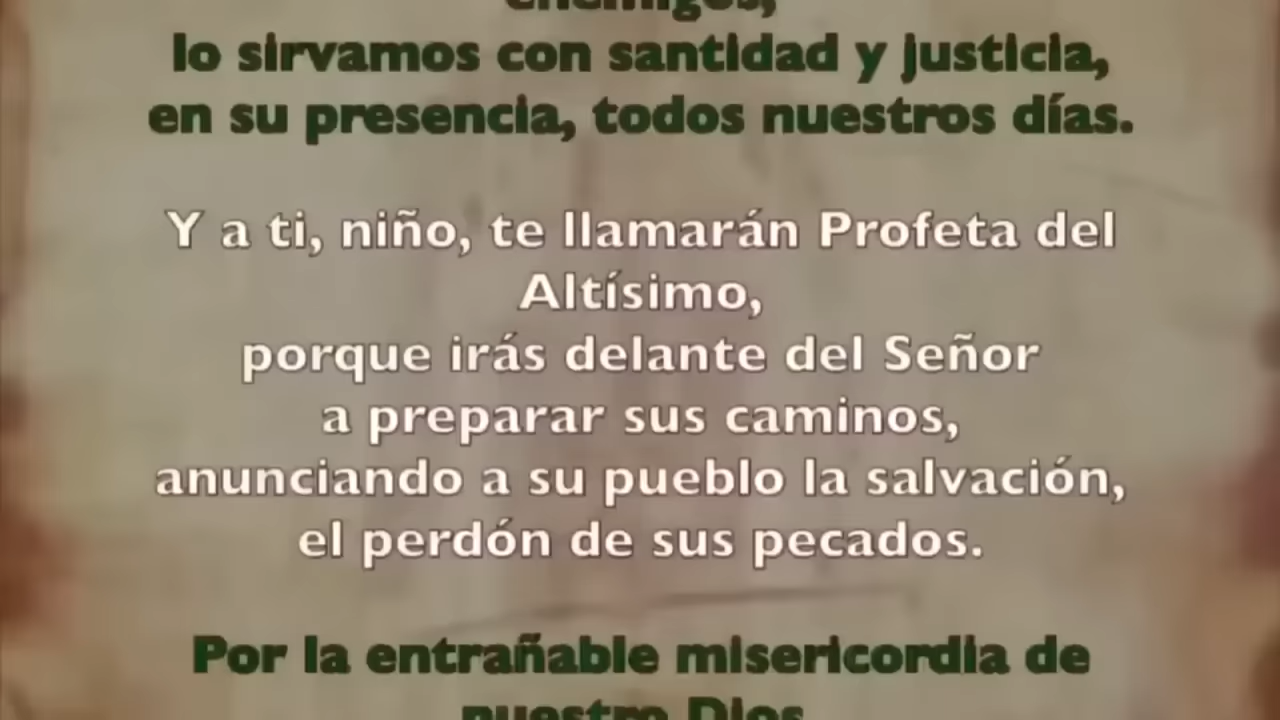 enemigos,
lo sirvamos con santidad y justicia,
en su presencia, todos nuestros días.
Y a ti, niño, te llamarán Profeta del
Altísimo,
porque irás delante del Señor
a preparar sus caminos,
anunciando a su pueblo la salvación,
el perdón de sus pecados.
Por la entrañable misericordia de
nuestro Dios